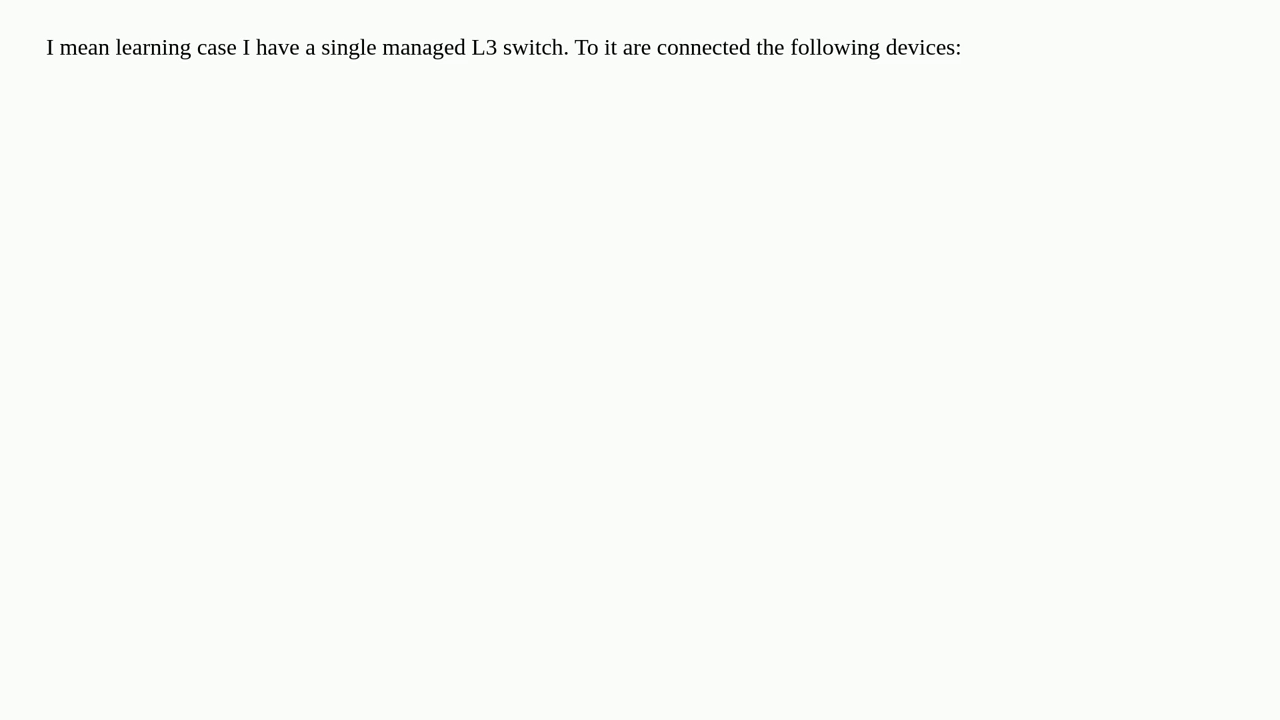 I mean learning case I have a single managed L3 switch. To it are connected the following devices: